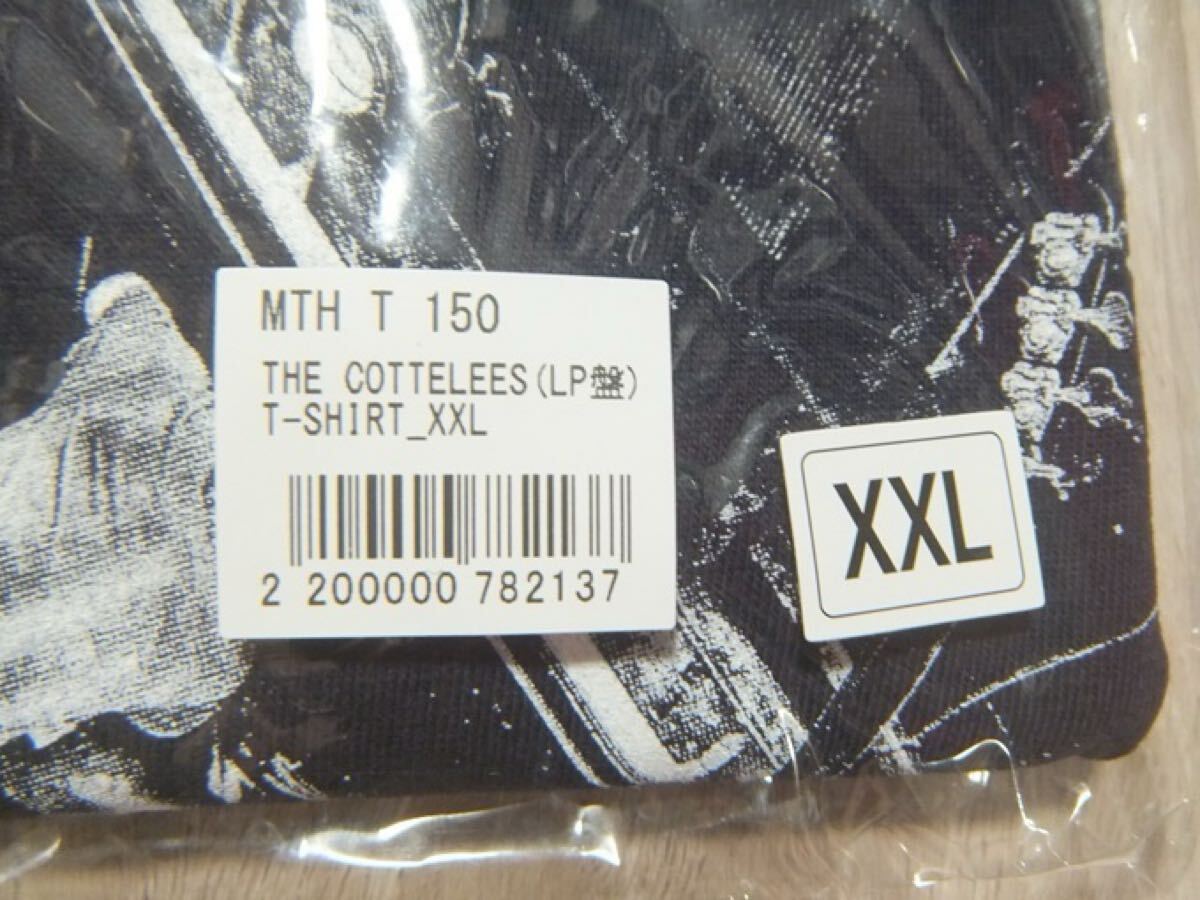 MTH T 150
THE COTTELEES(LP盤)
T-SHIRT_XXL
2 200000 782137
XXL